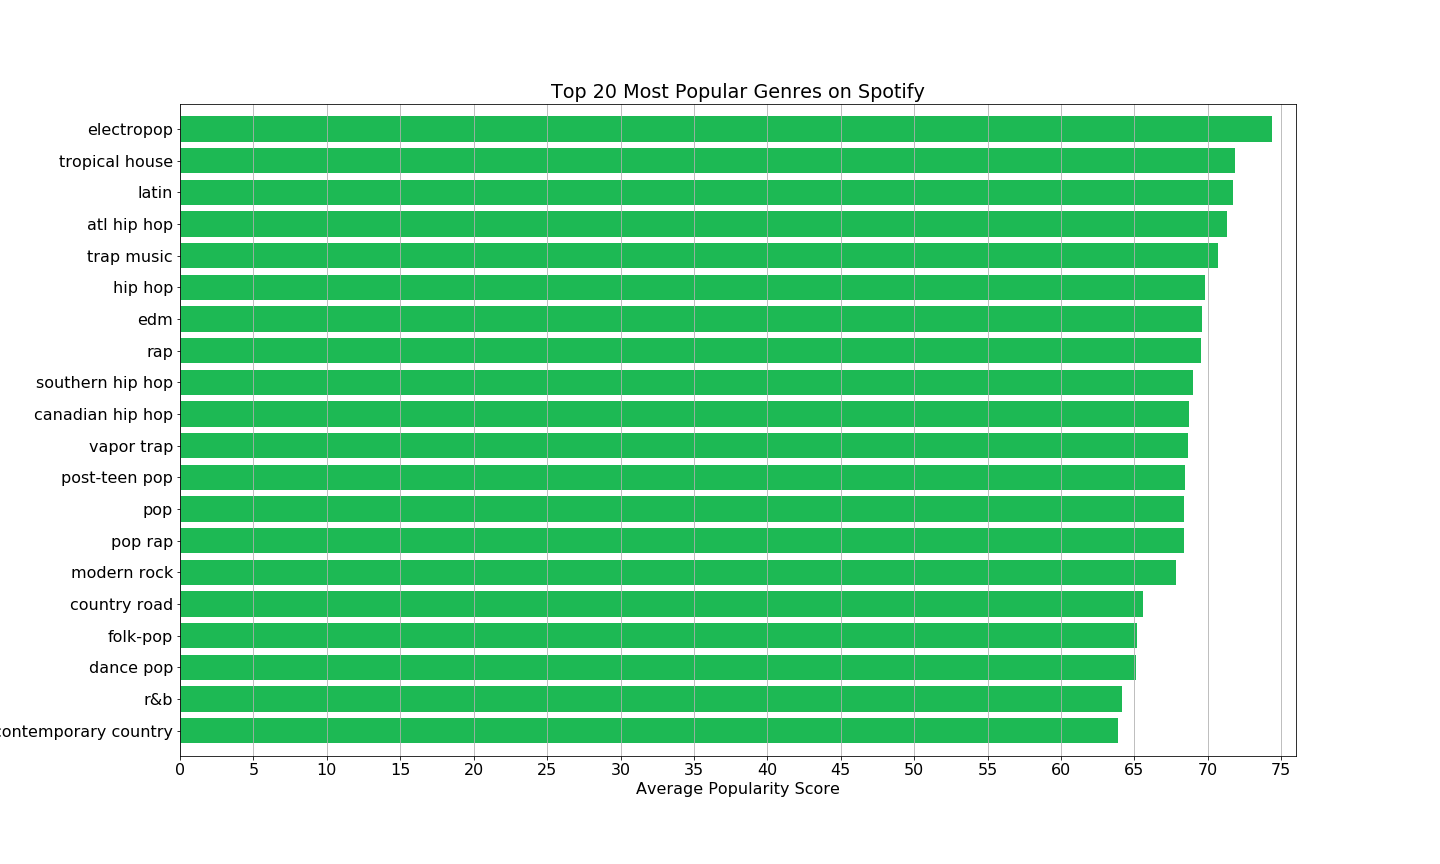 Top 20 Most Popular Genres on Spotify
electropop
tropical house
latin
atl hip hop
trap music
hip hop
edm
rap
southern hip hop
canadian hip hop
vapor trap
post-teen pop
pop
pop rap
modern rock
country road
folk-pop
dance pop
r&b
contemporary country
0 5 10 15 20 25 30 35 40 45 50 55 60 65 70 75
Average Popularity Score